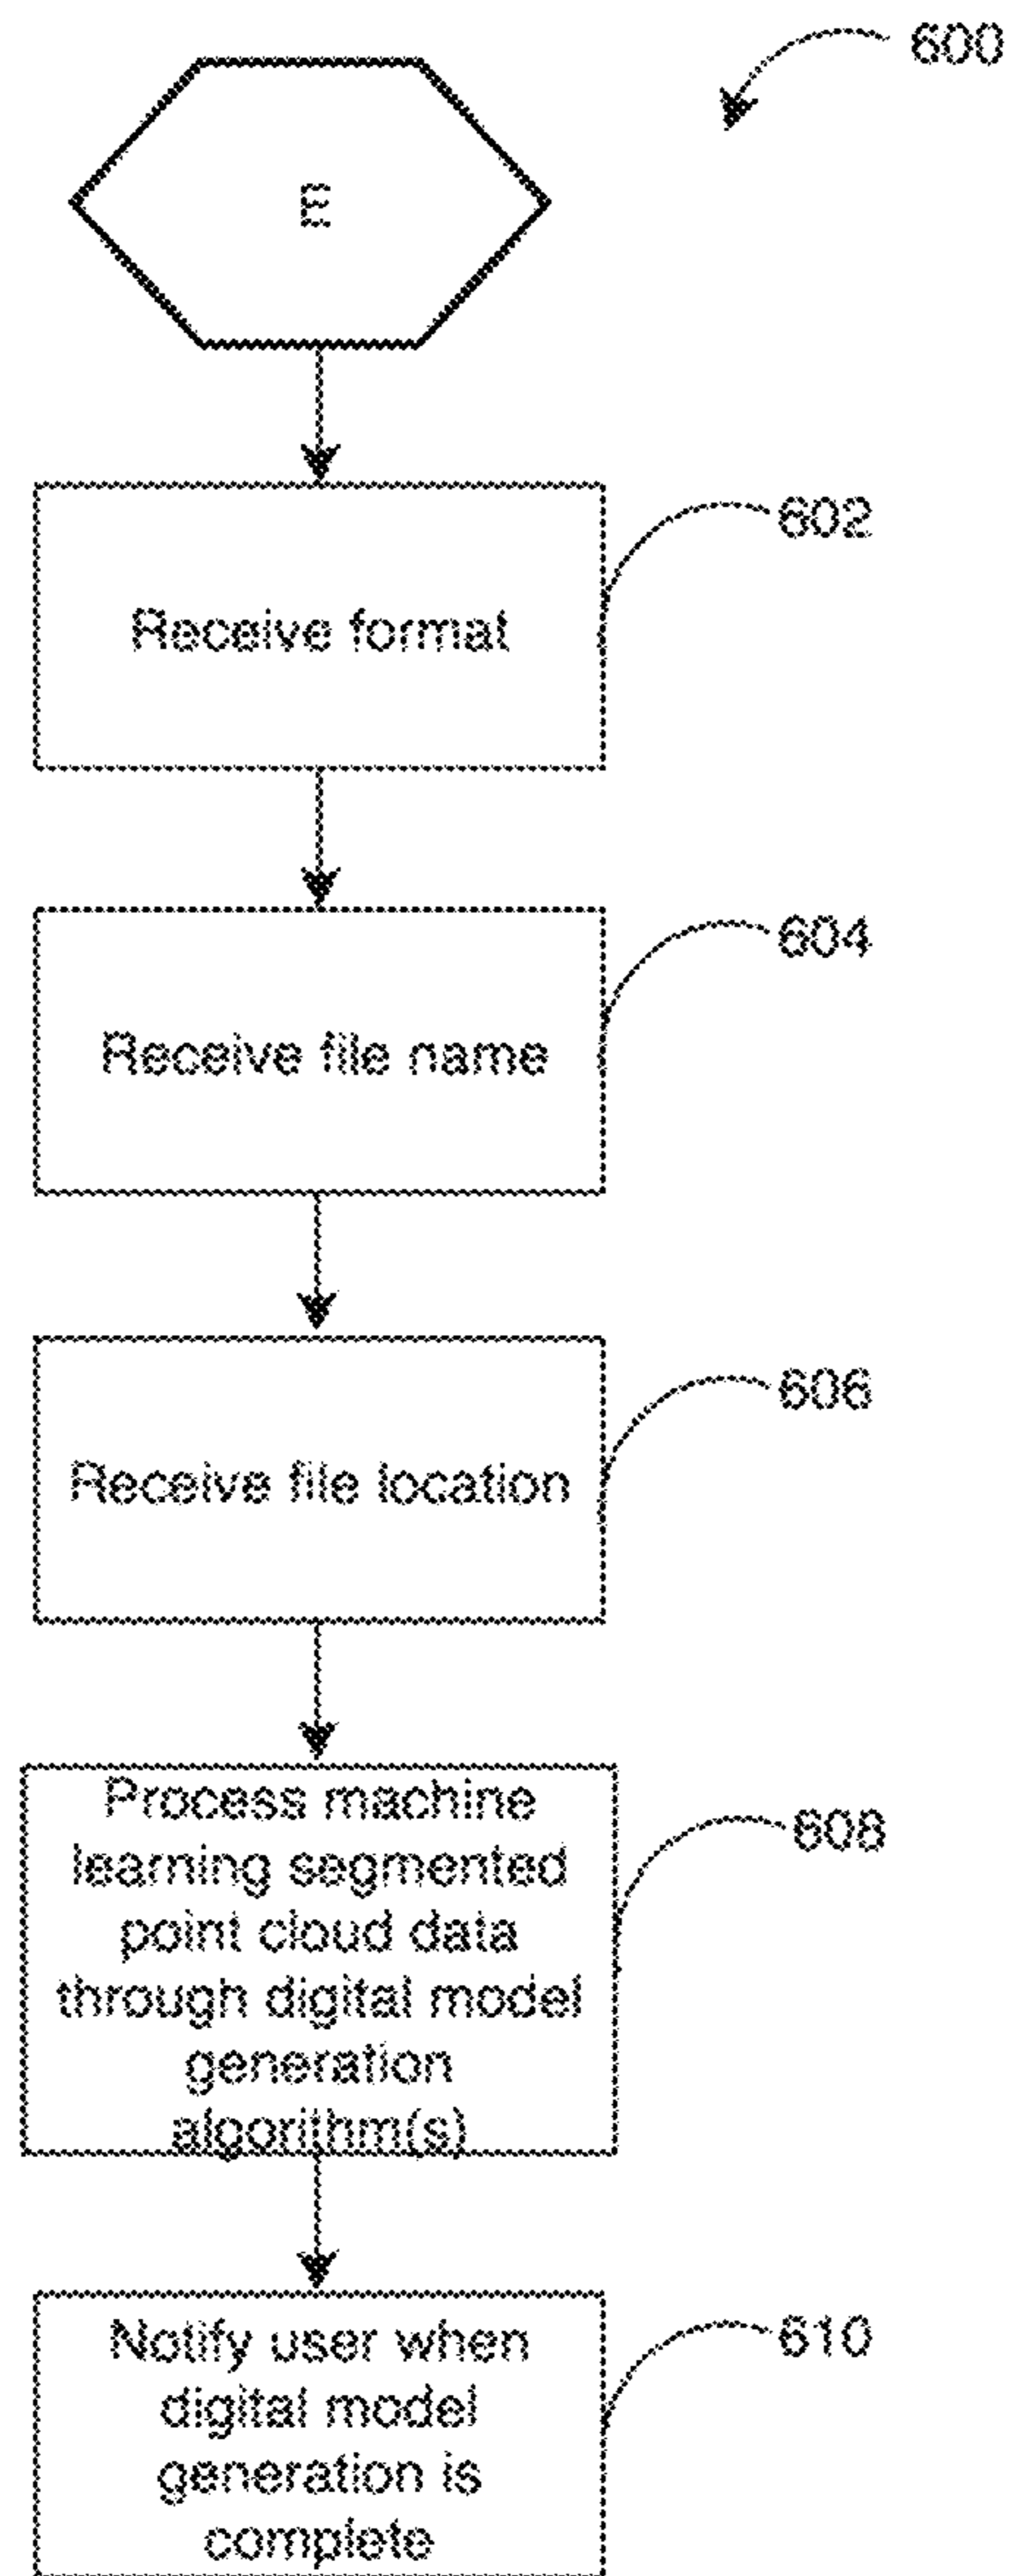 600
E
602
Receive format
604
Receive file name
606
Receive file location
608
Process machine
learning segmented
point cloud data
through digital model
generation
algorithm(s)
610
Notify user when
digital model
generation is
complete